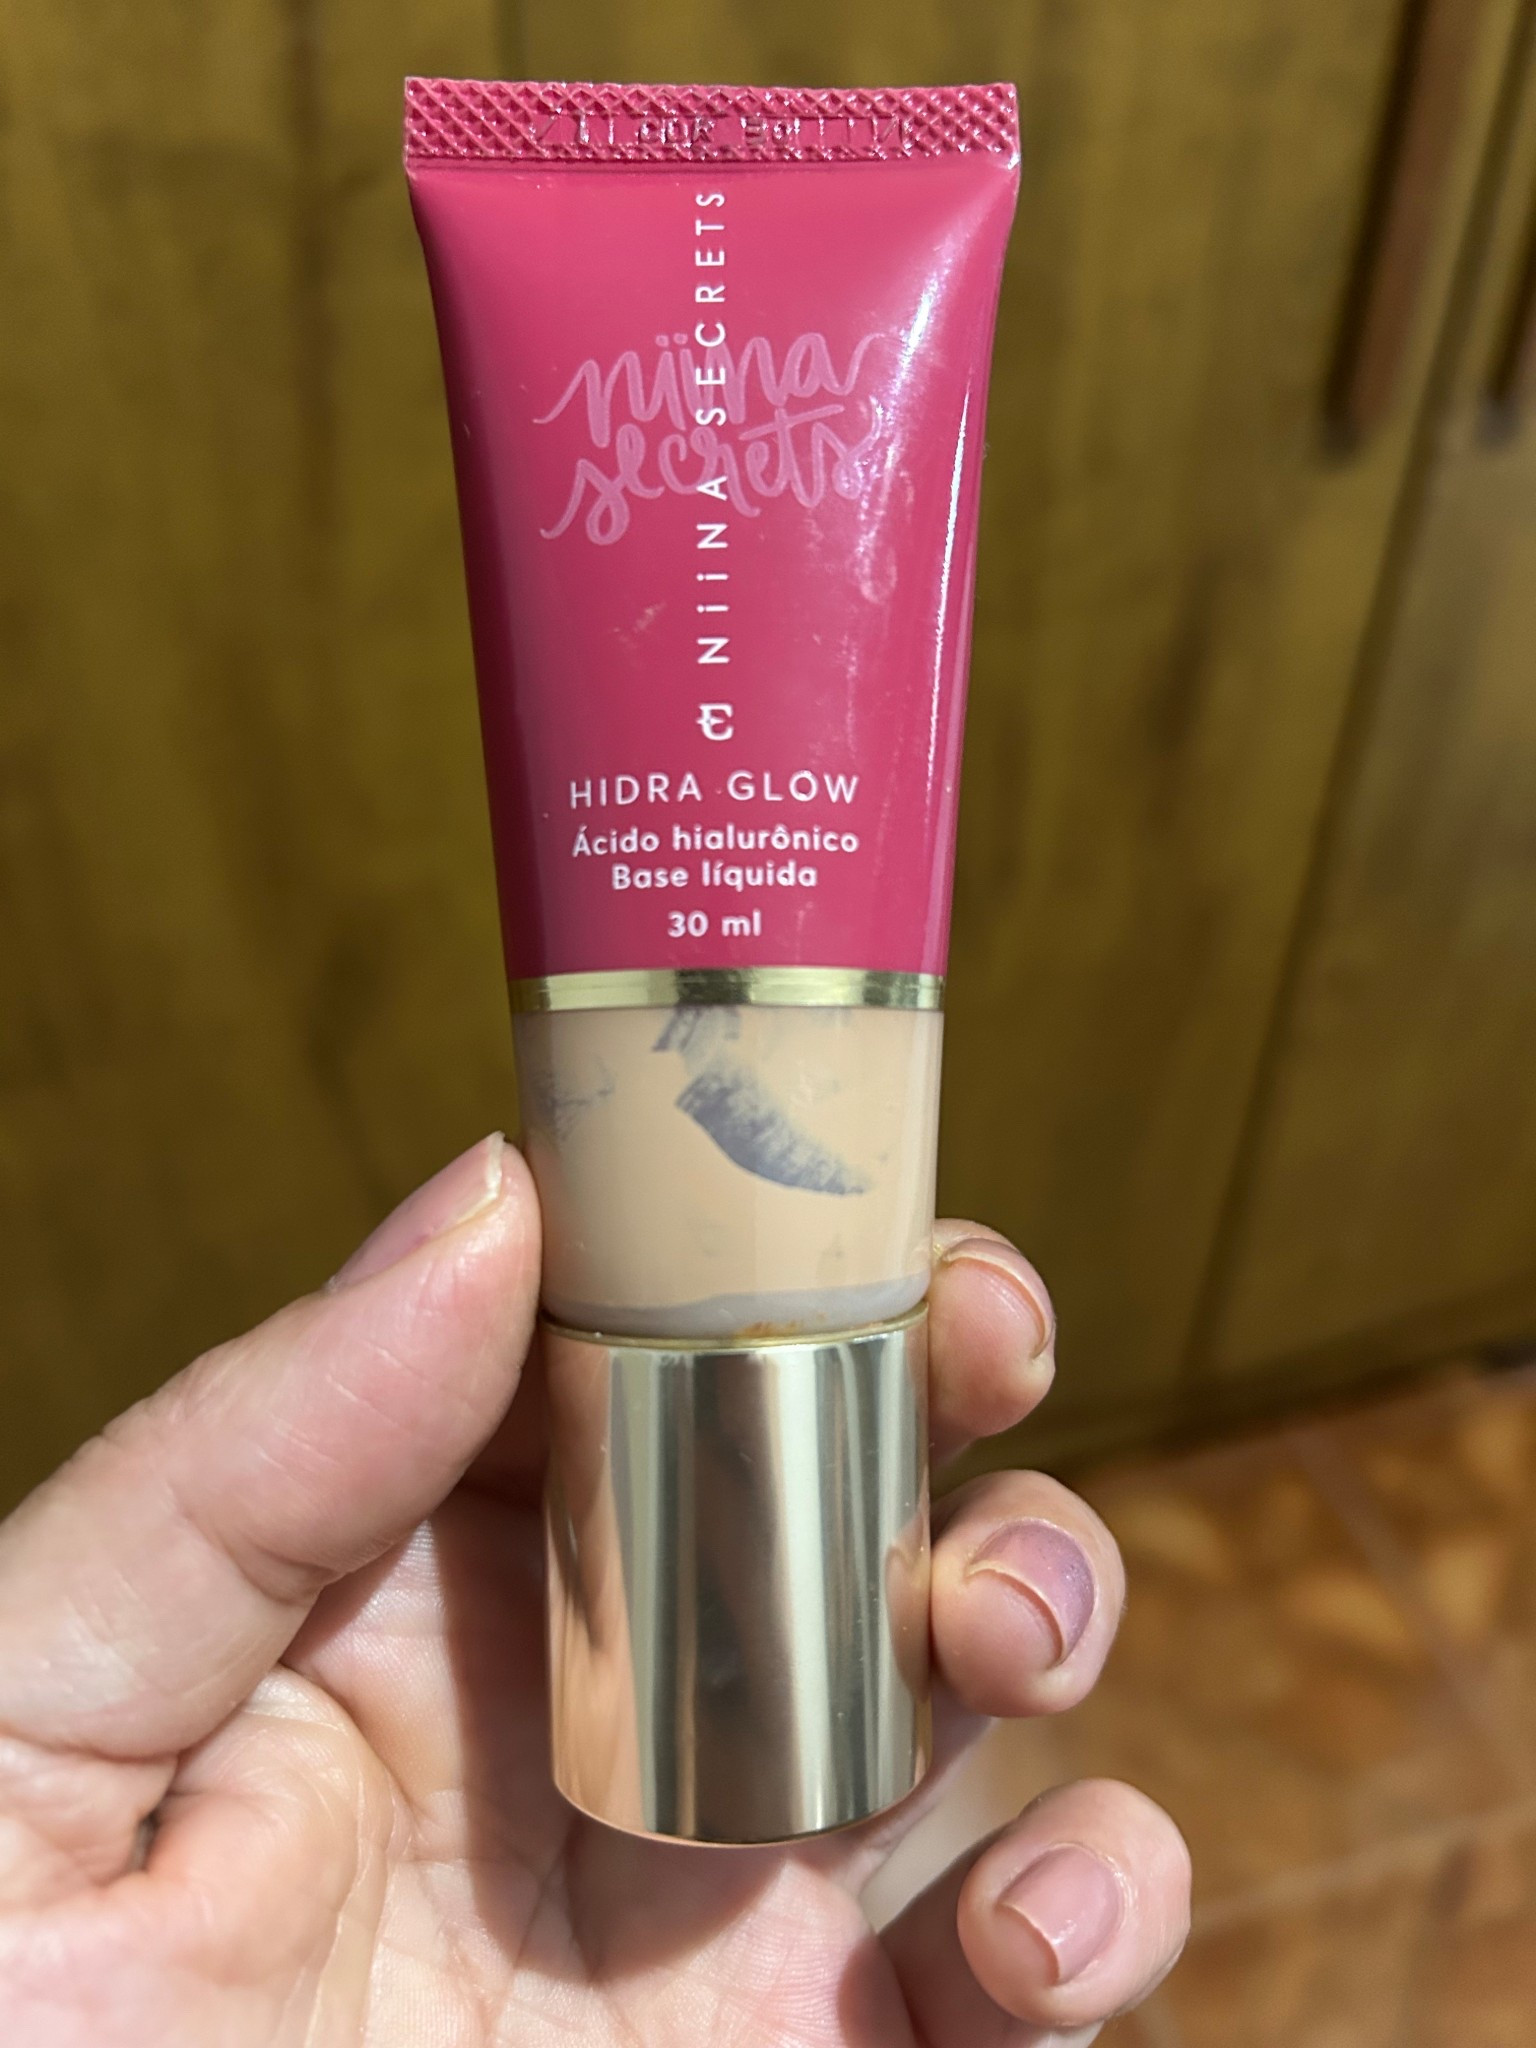 niina
secrets
NiiNA SECRETS
HIDRA GLOW
Ácido hialurônico
Base líquida
30 ml